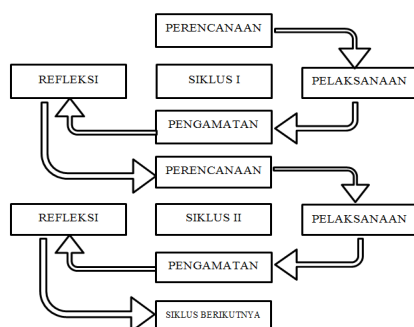 PERENCANAAN
REFLEKSI
SIKLUS I
PELAKSANAAN
PENGAMATAN
PERENCANAAN
REFLEKSI
SIKLUS II
PELAKSANAAN
PENGAMATAN
SIKLUS BERIKUTNYA